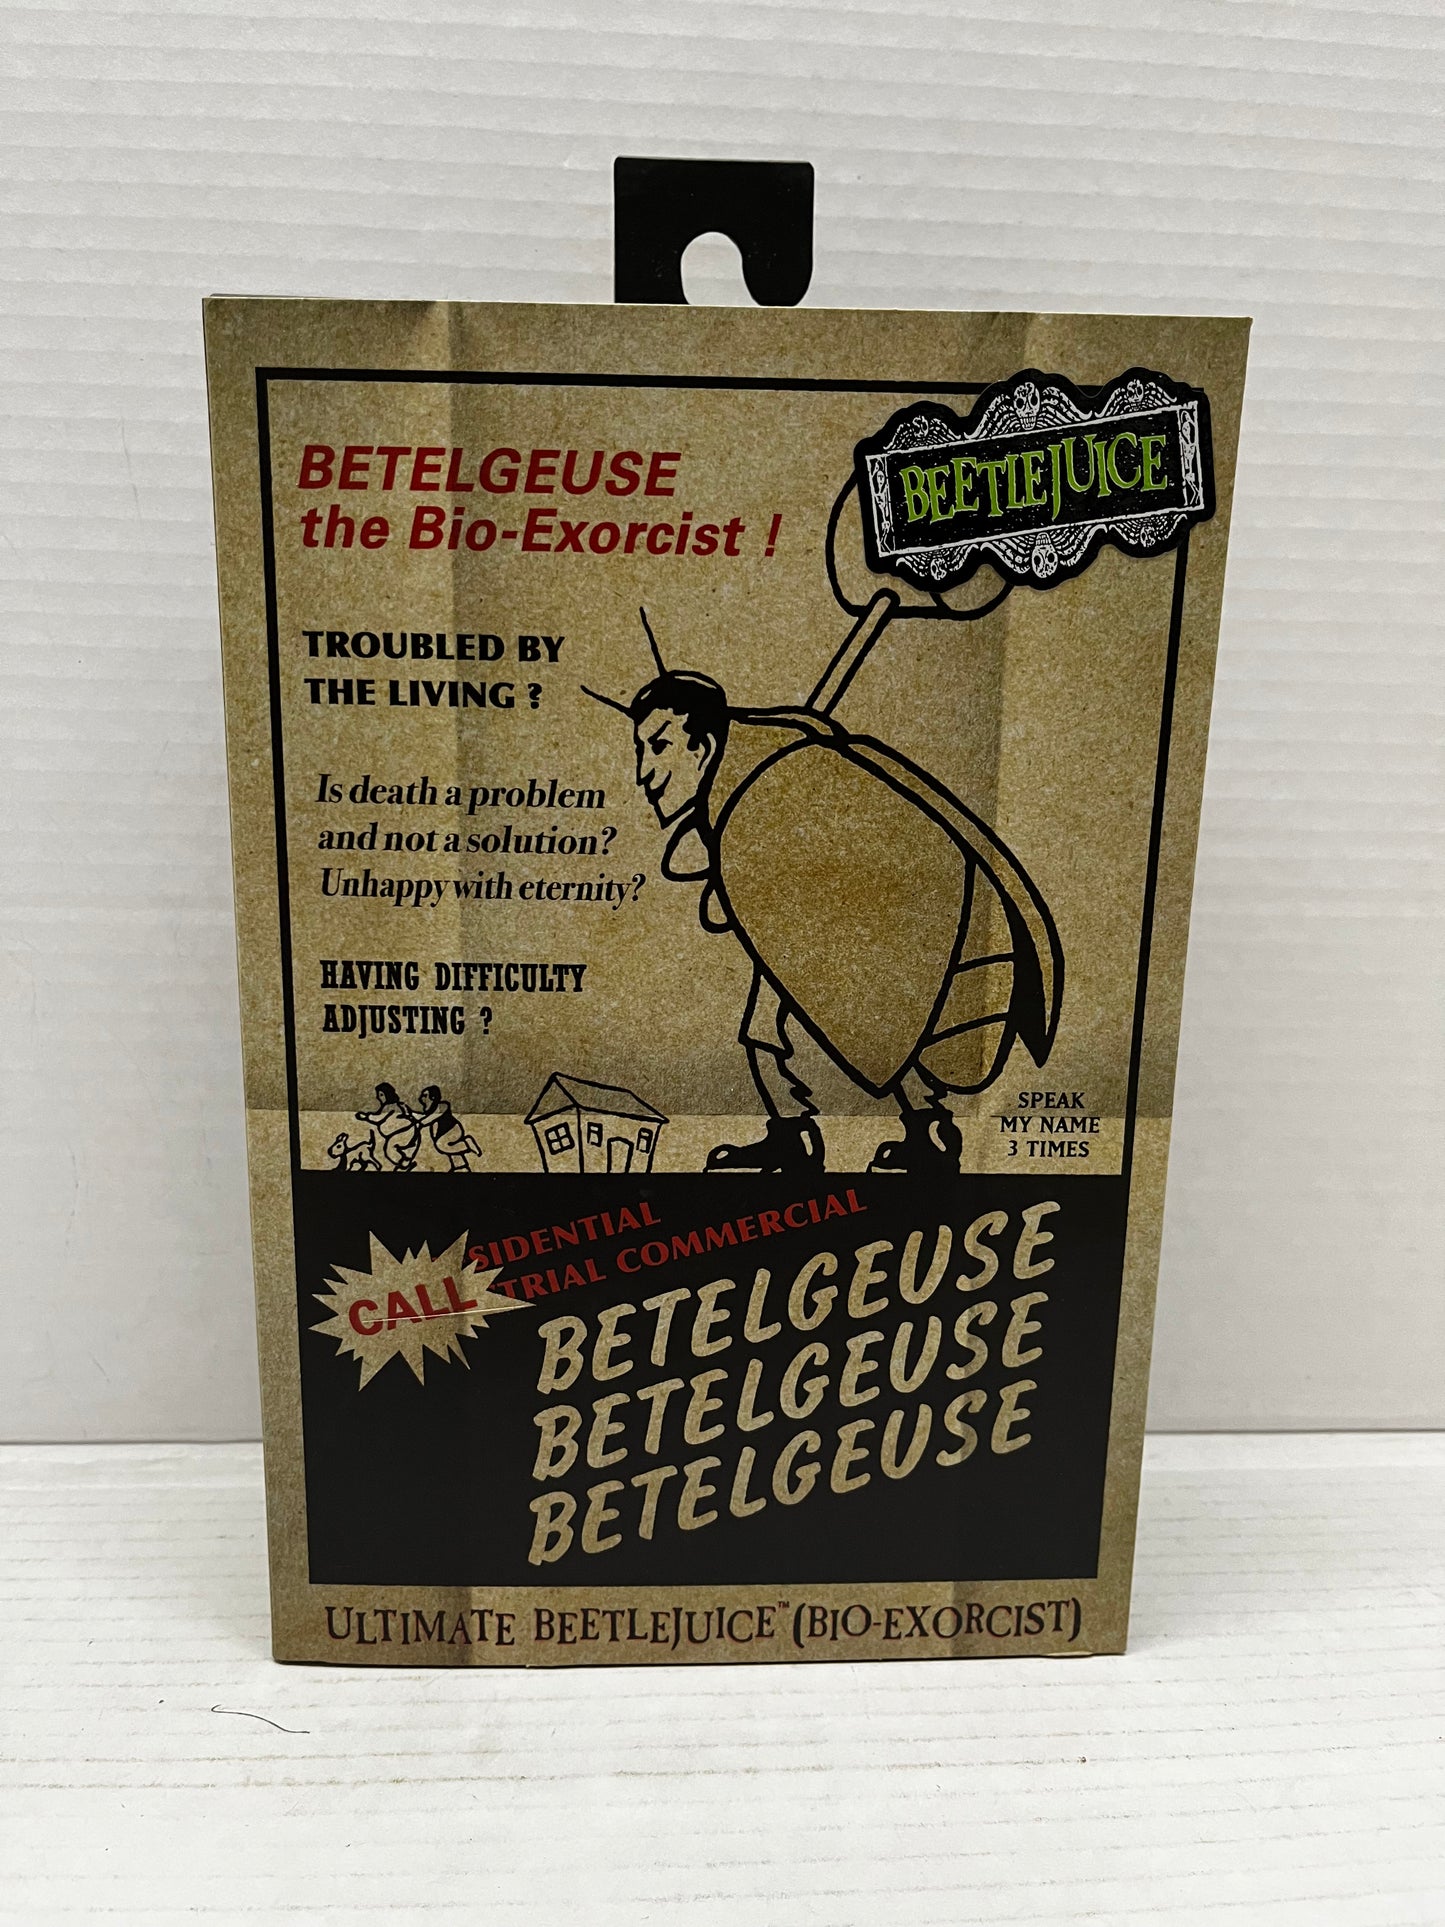 BEETLEJUICE
BETELGEUSE
the Bio-Exorcist !
TROUBLED BY
THE LIVING ?
Is death a problem
and not a solution?
Unhappy with eternity?
HAVING DIFFICULTY
ADJUSTING ?
SPEAK
MY NAME
3 TIMES
SIDENTIAL
TRIAL COMMERCIAL
CALL
BETELGEUSE
BETELGEUSE
BETELGEUSE
ULTIMATE BEETLEJUICE™ (BIO-EXORCIST)